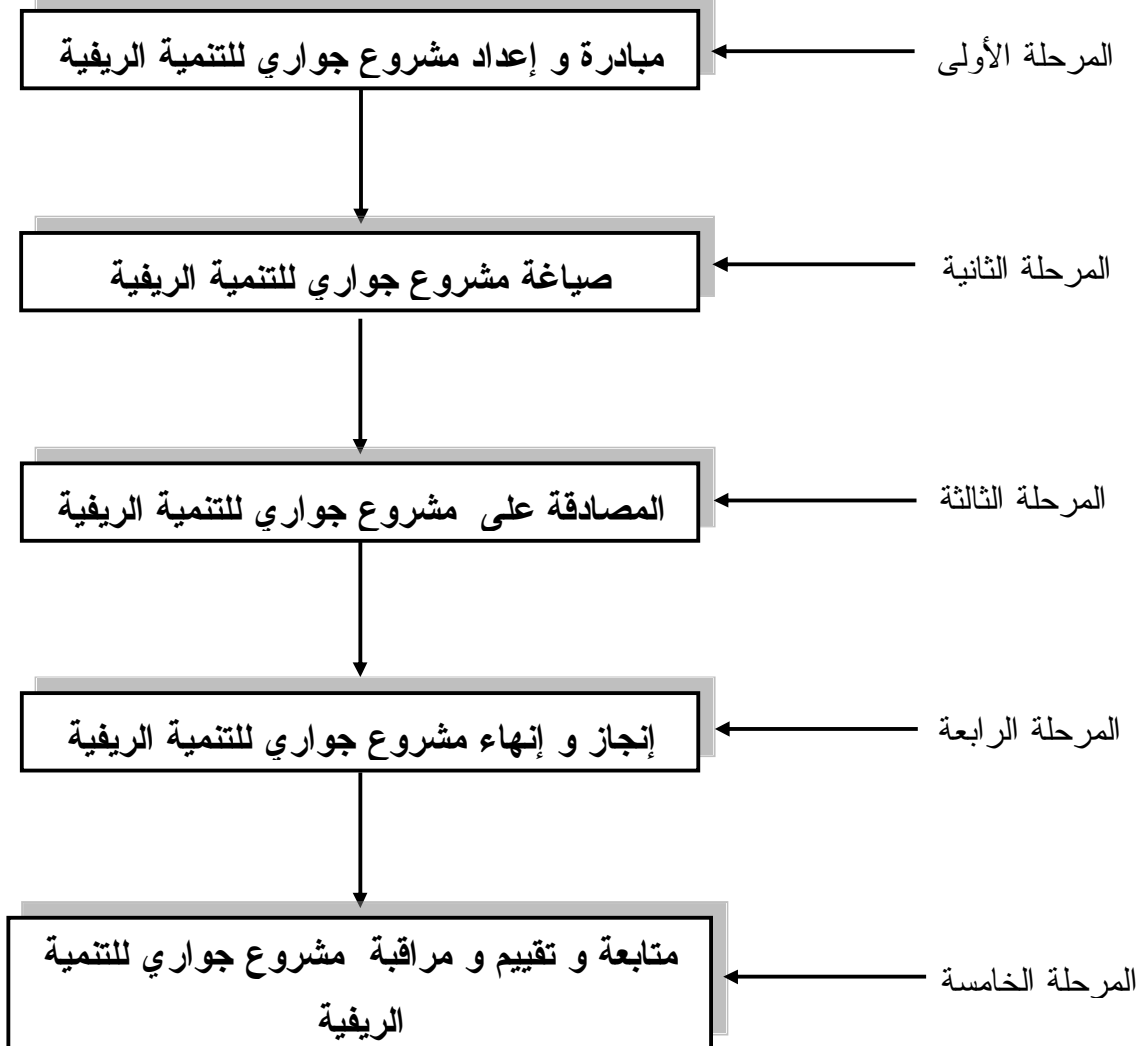 المرحلة الأولى
مبادرة و إعداد مشروع جواري للتنمية الريفية
المرحلة الثانية
صياغة مشروع جواري للتنمية الريفية
المرحلة الثالثة
المصادقة على مشروع جواري للتنمية الريفية
المرحلة الرابعة
إنجاز و إنهاء مشروع جواري للتنمية الريفية
المرحلة الخامسة
متابعة و تقييم و مراقبة مشروع جواري للتنمية
الريفية